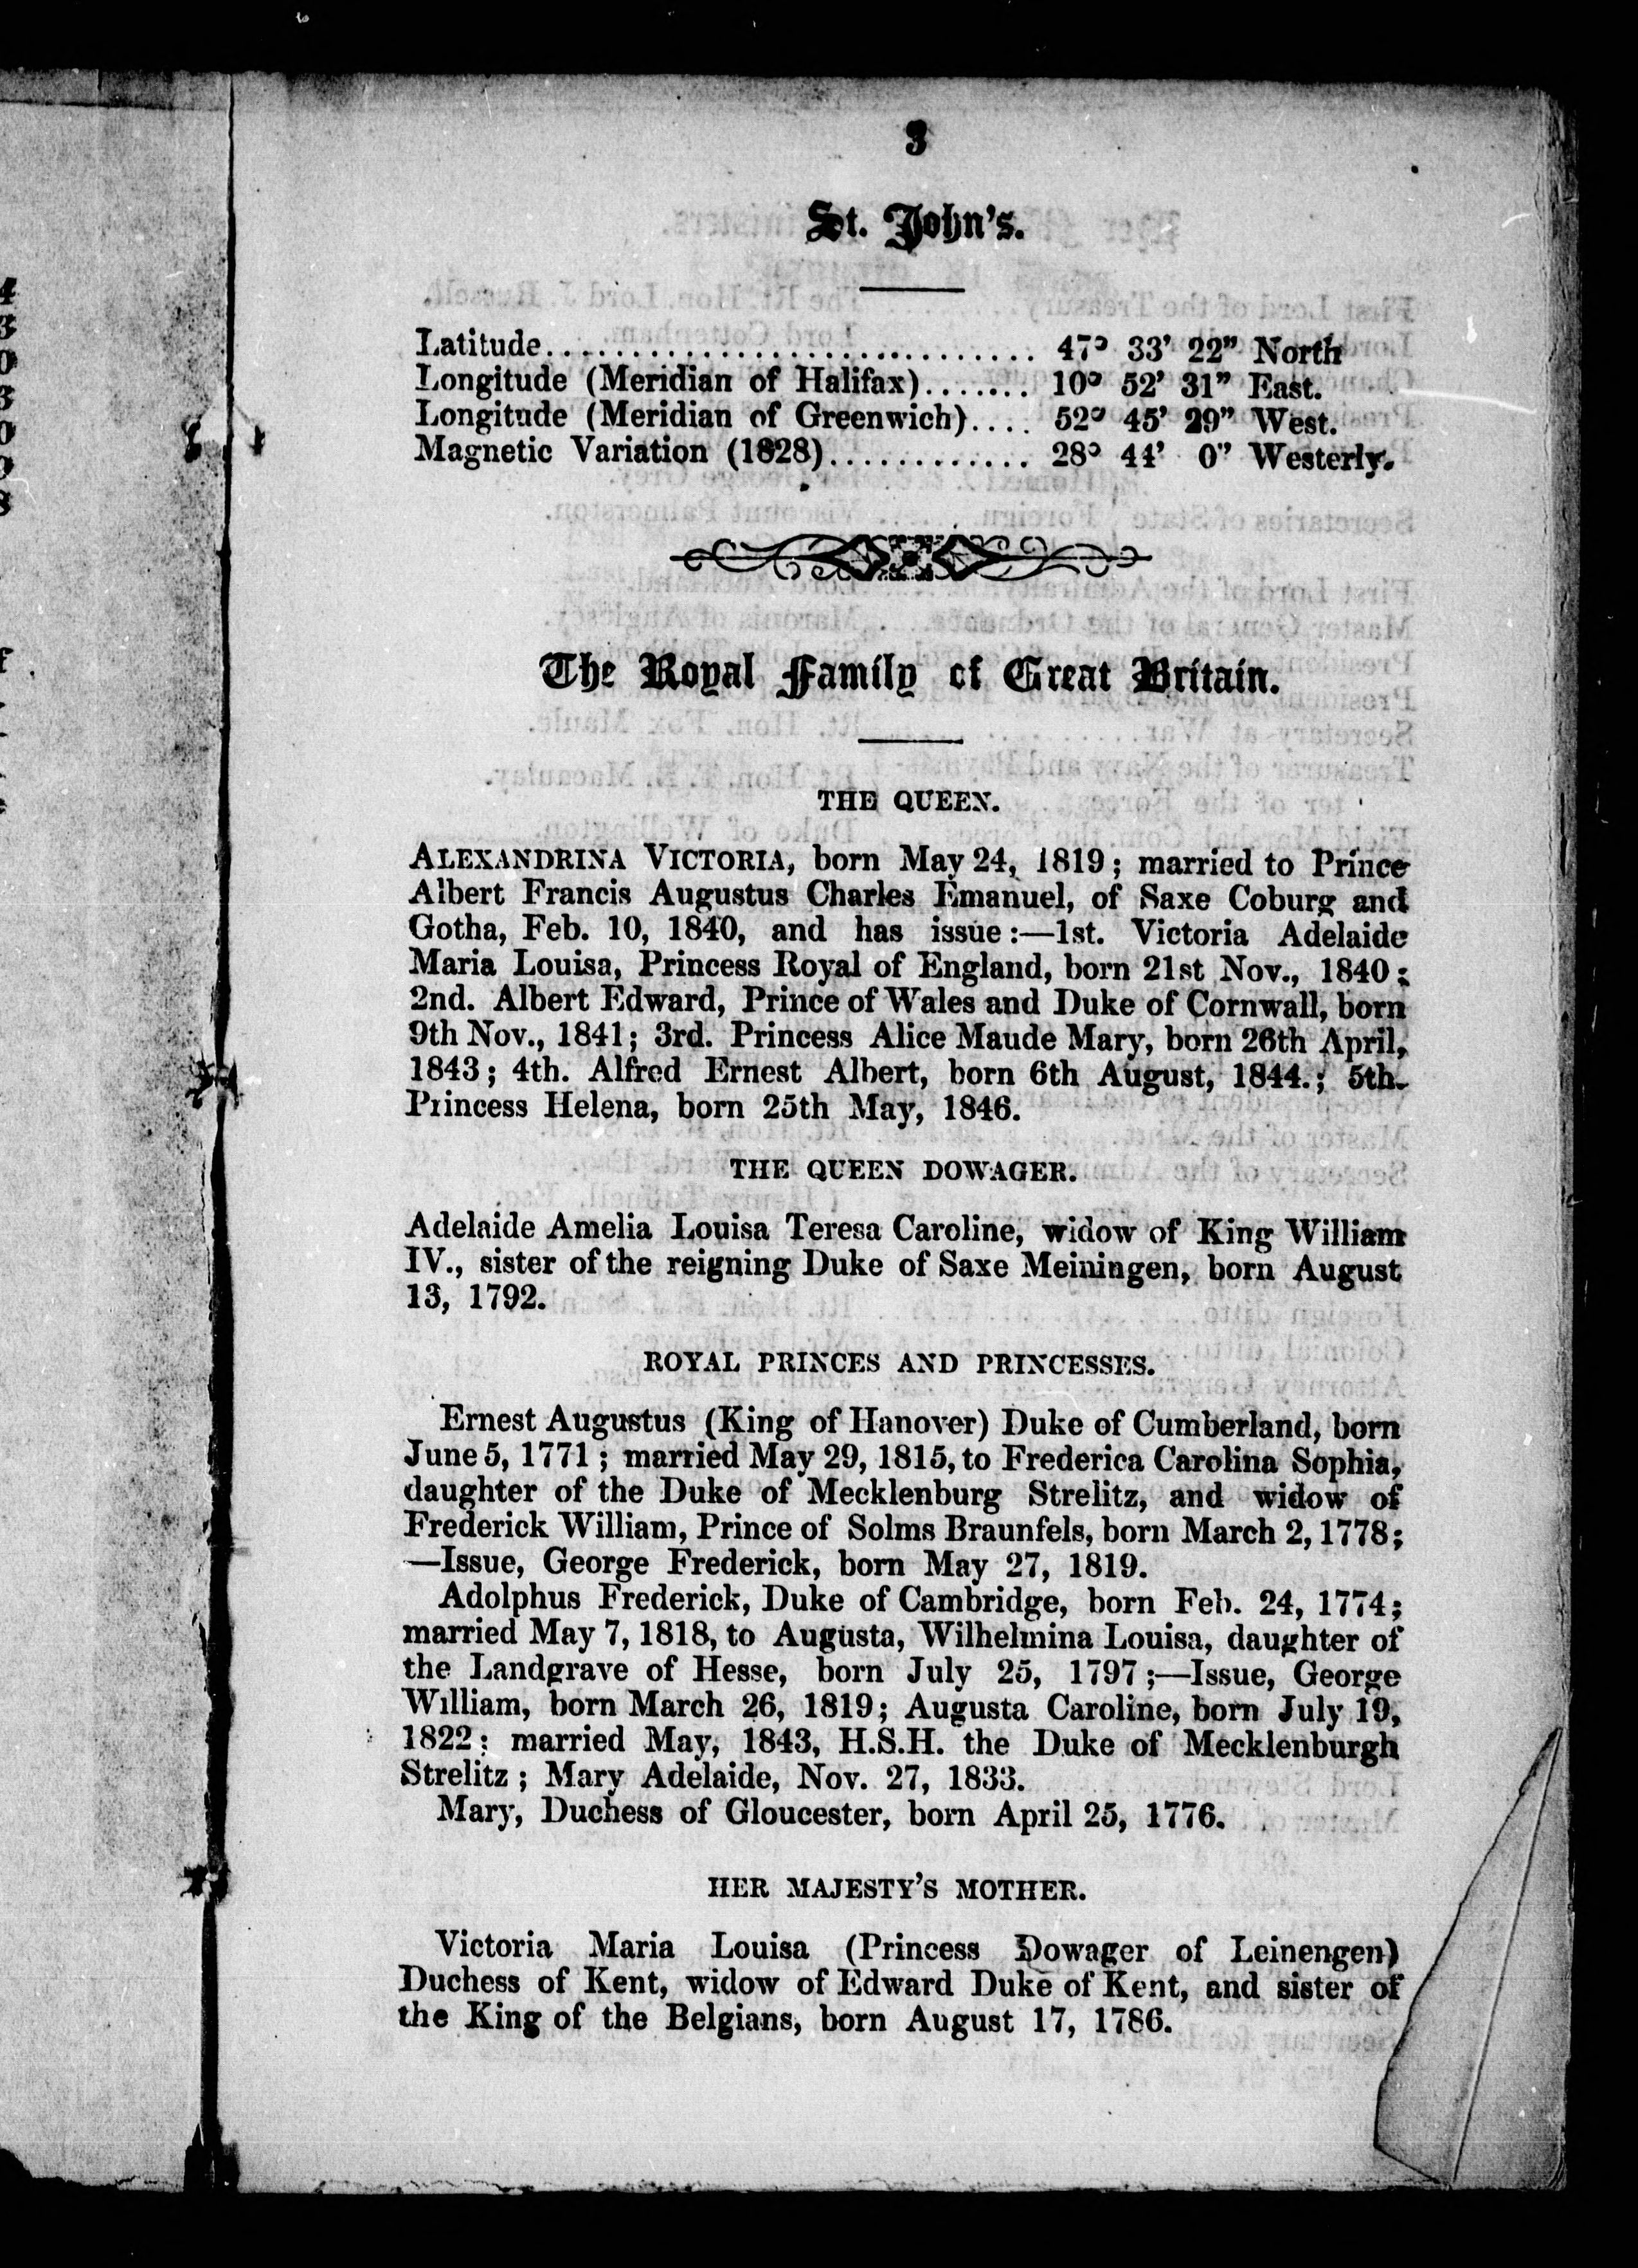 3
St. John's.
Latitude.............................. 47° 33' 22" North
Longitude (Meridian of Halifax)....... 10° 52' 31" East.
Longitude (Meridian of Greenwich).... 52° 45' 29" West.
Magnetic Variation (1828)............. 28° 44' 0" Westerly.
The Royal Family of Great Britain.
THE QUEEN.
ALEXANDRINA VICTORIA, born May 24, 1819; married to Prince
Albert Francis Augustus Charles Emanuel, of Saxe Coburg and
Gotha, Feb. 10, 1840, and has issue:—1st. Victoria Adelaide
Maria Louisa, Princess Royal of England, born 21st Nov., 1840;
2nd. Albert Edward, Prince of Wales and Duke of Cornwall, born
9th Nov., 1841; 3rd. Princess Alice Maude Mary, born 26th April,
1843; 4th. Alfred Ernest Albert, born 6th August, 1844.; 5th.
Princess Helena, born 25th May, 1846.
THE QUEEN DOWAGER.
Adelaide Amelia Louisa Teresa Caroline, widow of King William
IV., sister of the reigning Duke of Saxe Meiningen, born August
13, 1792.
ROYAL PRINCES AND PRINCESSES.
Ernest Augustus (King of Hanover) Duke of Cumberland, born
June 5, 1771; married May 29, 1815, to Frederica Carolina Sophia,
daughter of the Duke of Mecklenburg Strelitz, and widow of
Frederick William, Prince of Solms Braunfels, born March 2, 1778;
—Issue, George Frederick, born May 27, 1819.
Adolphus Frederick, Duke of Cambridge, born Feb. 24, 1774;
married May 7, 1818, to Augusta, Wilhelmina Louisa, daughter of
the Landgrave of Hesse, born July 25, 1797;—Issue, George
William, born March 26, 1819; Augusta Caroline, born July 19,
1822: married May, 1843, H.S.H. the Duke of Mecklenburgh
Strelitz; Mary Adelaide, Nov. 27, 1833.
Mary, Duchess of Gloucester, born April 25, 1776.
HER MAJESTY'S MOTHER.
Victoria Maria Louisa (Princess Dowager of Leinengen)
Duchess of Kent, widow of Edward Duke of Kent, and sister of
the King of the Belgians, born August 17, 1786.